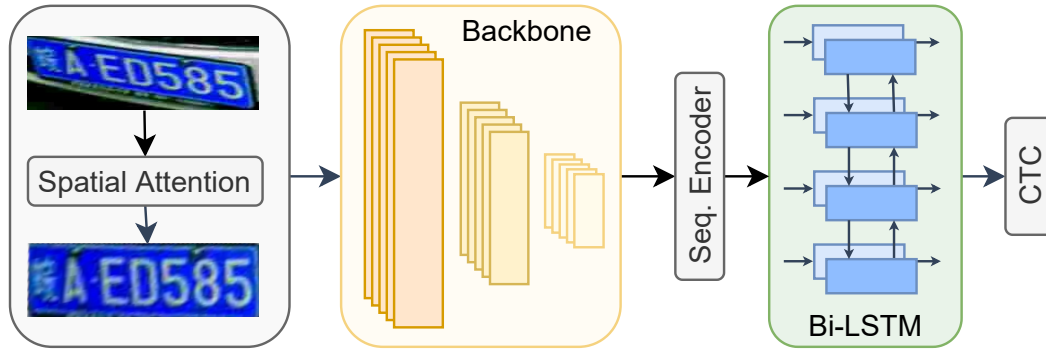 A·ED585
Spatial Attention
A·ED585
Backbone
Seq. Encoder
Bi-LSTM
CTC